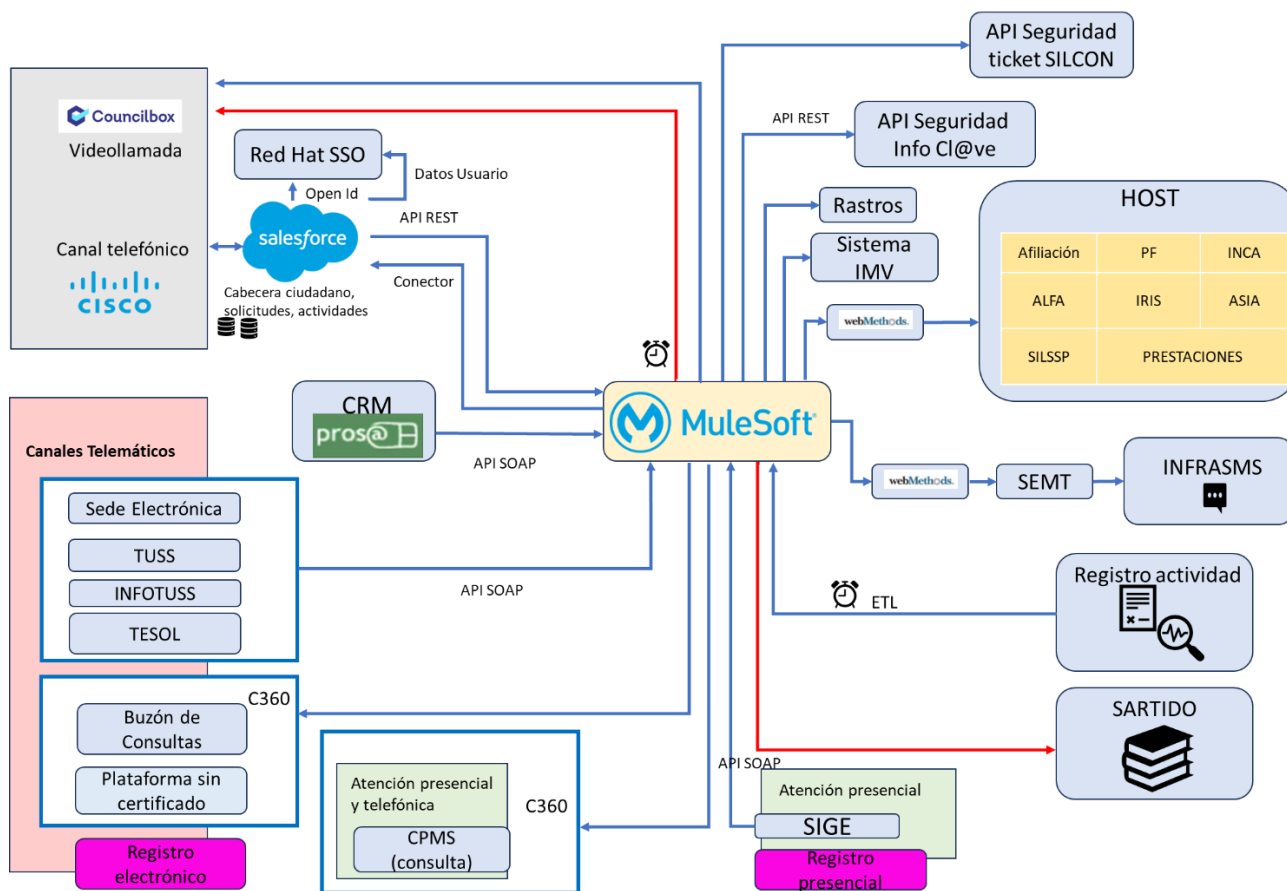 API Seguridad
ticket SILCON
Councilbox
Videollamada
Red Hat SSO
Datos Usuario
Open Id
API REST
salesforce
Canal telefónico
CISCO
Conector
Cabecera ciudadano,
solicitudes, actividades
API REST
API Seguridad
Info Cl@ve
Rastros
Sistema
IMV
webMethods.
HOST
Afiliación
PF
INCA
ALFA
IRIS
ASIA
SILSSP
PRESTACIONES
CRM
pros@
API SOAP
MuleSoft
webMethods.
SEMT
INFRASMS
Canales Telemáticos
Sede Electrónica
TUSS
INFOTUSS
TESOL
API SOAP
ETL
Registro actividad
C360
Buzón de
Consultas
Plataforma sin
certificado
Registro
electrónico
Atención presencial
y telefónica
C360
CPMS
(consulta)
API SOAP
Atención presencial
SIGE
Registro
presencial
SARTIDO